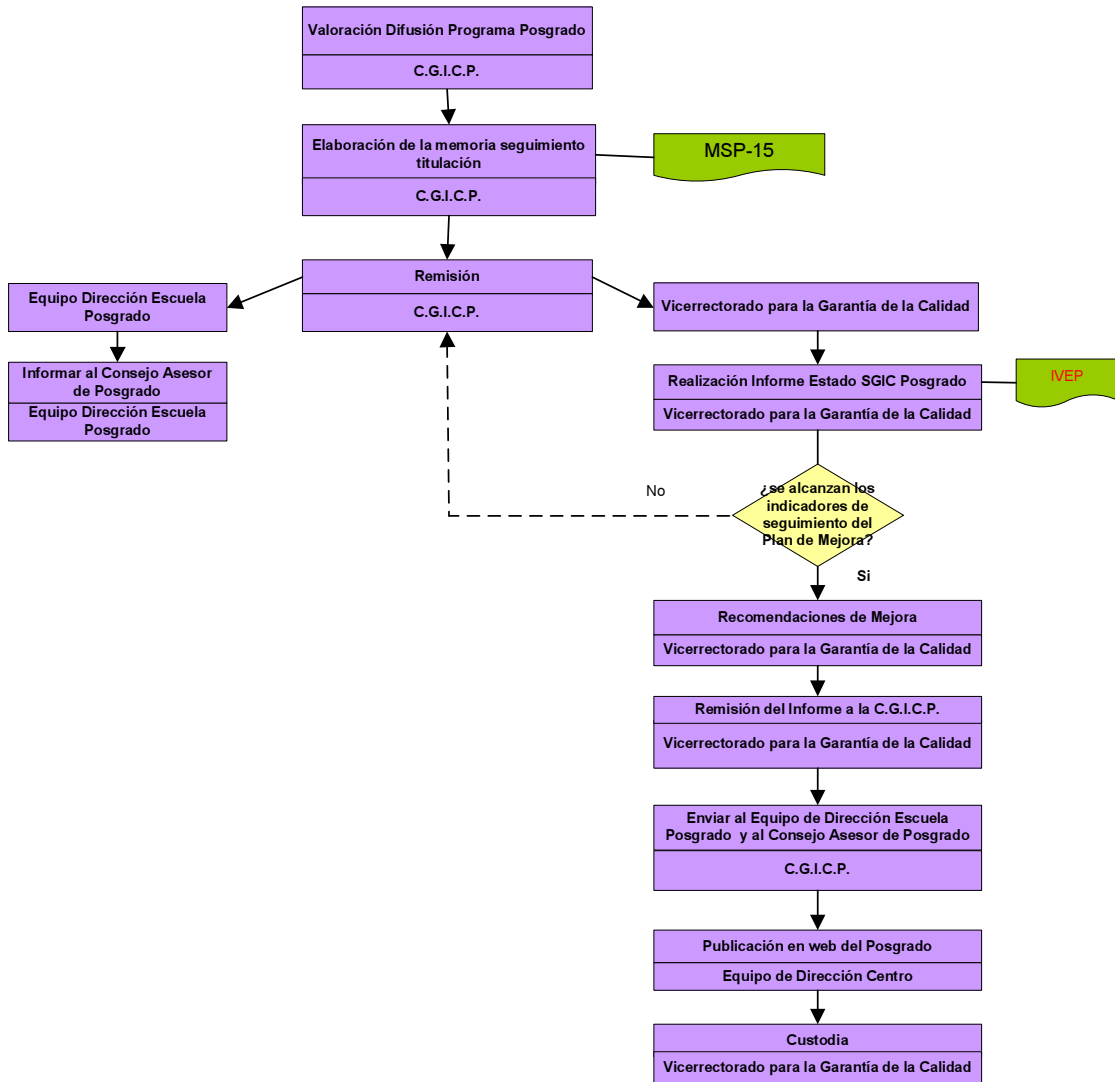 Valoración Difusión Programa Posgrado
C.G.I.C.P.
Elaboración de la memoria seguimiento
titulación
C.G.I.C.P.
MSP-15
Remisión
C.G.I.C.P.
Equipo Dirección Escuela
Posgrado
Informar al Consejo Asesor
de Posgrado
Equipo Dirección Escuela
Posgrado
Vicerrectorado para la Garantía de la Calidad
Realización Informe Estado SGIC Posgrado
Vicerrectorado para la Garantía de la Calidad
IVEP
¿se alcanzan los
indicadores de
seguimiento del
Plan de Mejora?
No
Si
Recomendaciones de Mejora
Vicerrectorado para la Garantía de la Calidad
Remisión del Informe a la C.G.I.C.P.
Vicerrectorado para la Garantía de la Calidad
Enviar al Equipo de Dirección Escuela
Posgrado y al Consejo Asesor de Posgrado
C.G.I.C.P.
Publicación en web del Posgrado
Equipo de Dirección Centro
Custodia
Vicerrectorado para la Garantía de la Calidad